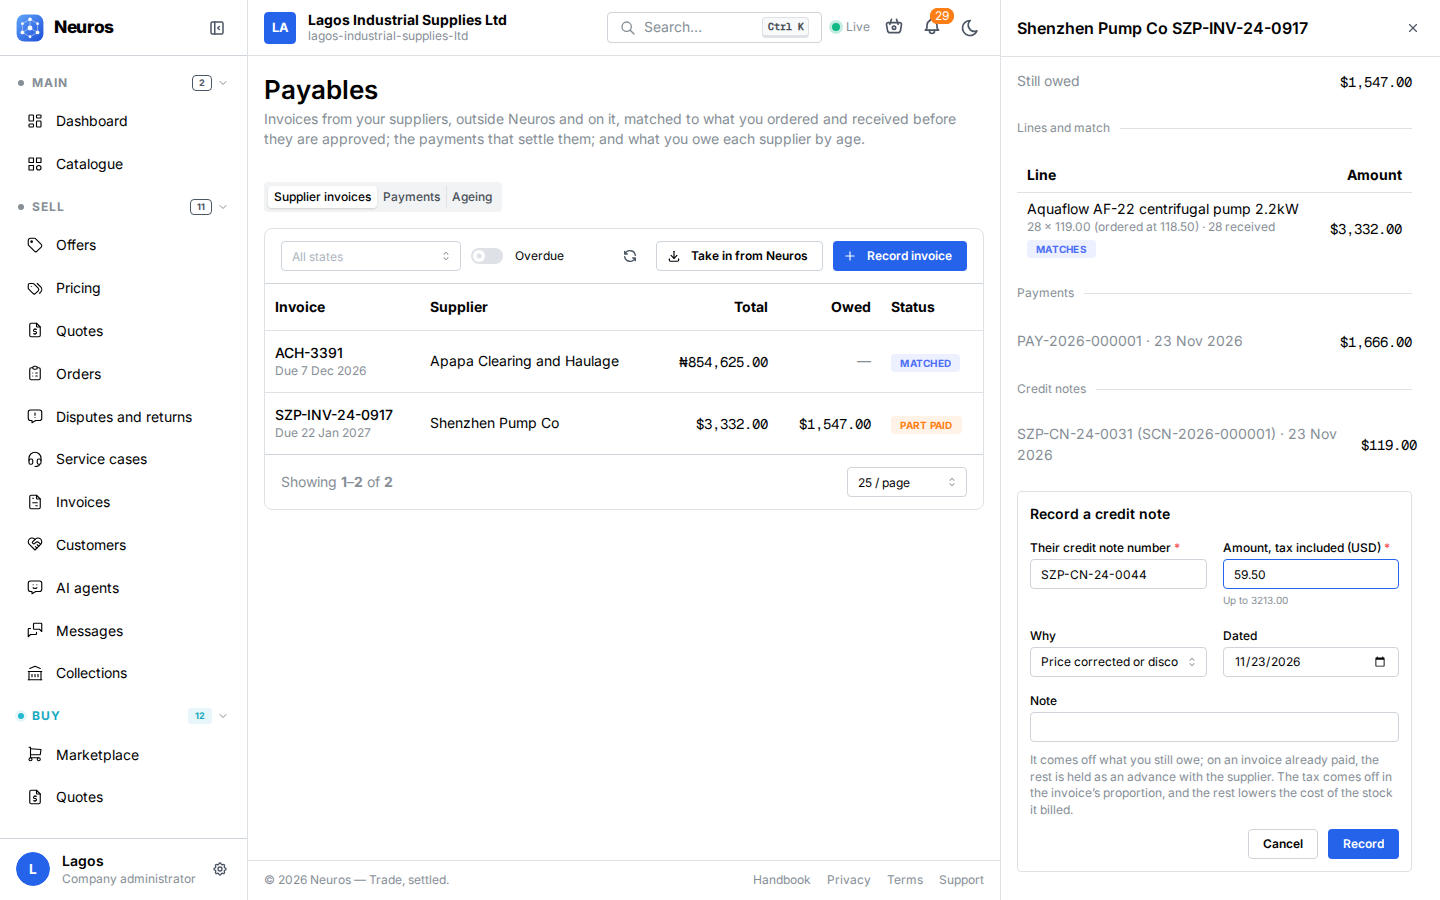 Neuros
MAIN
2
Dashboard
Catalogue
SELL
11
Offers
Pricing
Quotes
Orders
Disputes and returns
Service cases
Invoices
Customers
AI agents
Messages
Collections
BUY
12
Marketplace
Quotes
L
Lagos
Company administrator
LA
Lagos Industrial Supplies Ltd
lagos-industrial-supplies-ltd
Search...
Ctrl K
Live
29
Payables
Invoices from your suppliers, outside Neuros and on it, matched to what you ordered and received before
they are approved; the payments that settle them; and what you owe each supplier by age.
Supplier invoices
Payments
Ageing
All states
Overdue
Take in from Neuros
Record invoice
Invoice Supplier Total Owed Status
ACH-3391
Due 7 Dec 2026
Apapa Clearing and Haulage
₦854,625.00
—
MATCHED
SZP-INV-24-0917
Due 22 Jan 2027
Shenzhen Pump Co
$3,332.00
$1,547.00
PART PAID
Showing 1–2 of 2
25 / page
© 2026 Neuros — Trade, settled.
Handbook
Privacy
Terms
Support
Shenzhen Pump Co SZP-INV-24-0917
Still owed $1,547.00
Lines and match
Line Amount
Aquaflow AF-22 centrifugal pump 2.2kW
28 × 119.00 (ordered at 118.50) · 28 received
$3,332.00
MATCHES
Payments
PAY-2026-000001 · 23 Nov 2026 $1,666.00
Credit notes
SZP-CN-24-0031 (SCN-2026-000001) · 23 Nov
2026
$119.00
Record a credit note
Their credit note number *
SZP-CN-24-0044
Amount, tax included (USD) *
59.50
Up to 3213.00
Why
Price corrected or disco
Dated
11/23/2026
Note
It comes off what you still owe; on an invoice already paid, the
rest is held as an advance with the supplier. The tax comes off in
the invoice's proportion, and the rest lowers the cost of the stock
it billed.
Cancel
Record